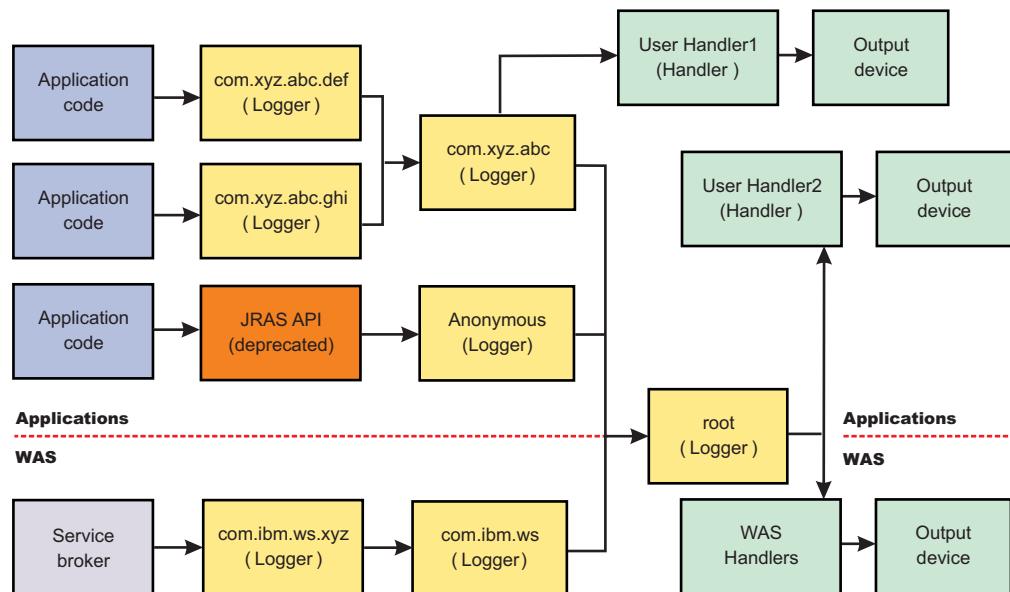 Application
code
com.xyz.abc.def
( Logger )
User Handler1
(Handler )
Output
device
com.xyz.abc
( Logger )
Application
code
com.xyz.abc.ghi
( Logger )
User Handler2
(Handler )
Output
device
Application
code
JRAS API
(deprecated)
Anonymous
(Logger)
Applications
WAS
root
( Logger )
Applications
WAS
Service
broker
com.ibm.ws.xyz
( Logger )
com.ibm.ws
( Logger )
WAS
Handlers
Output
device